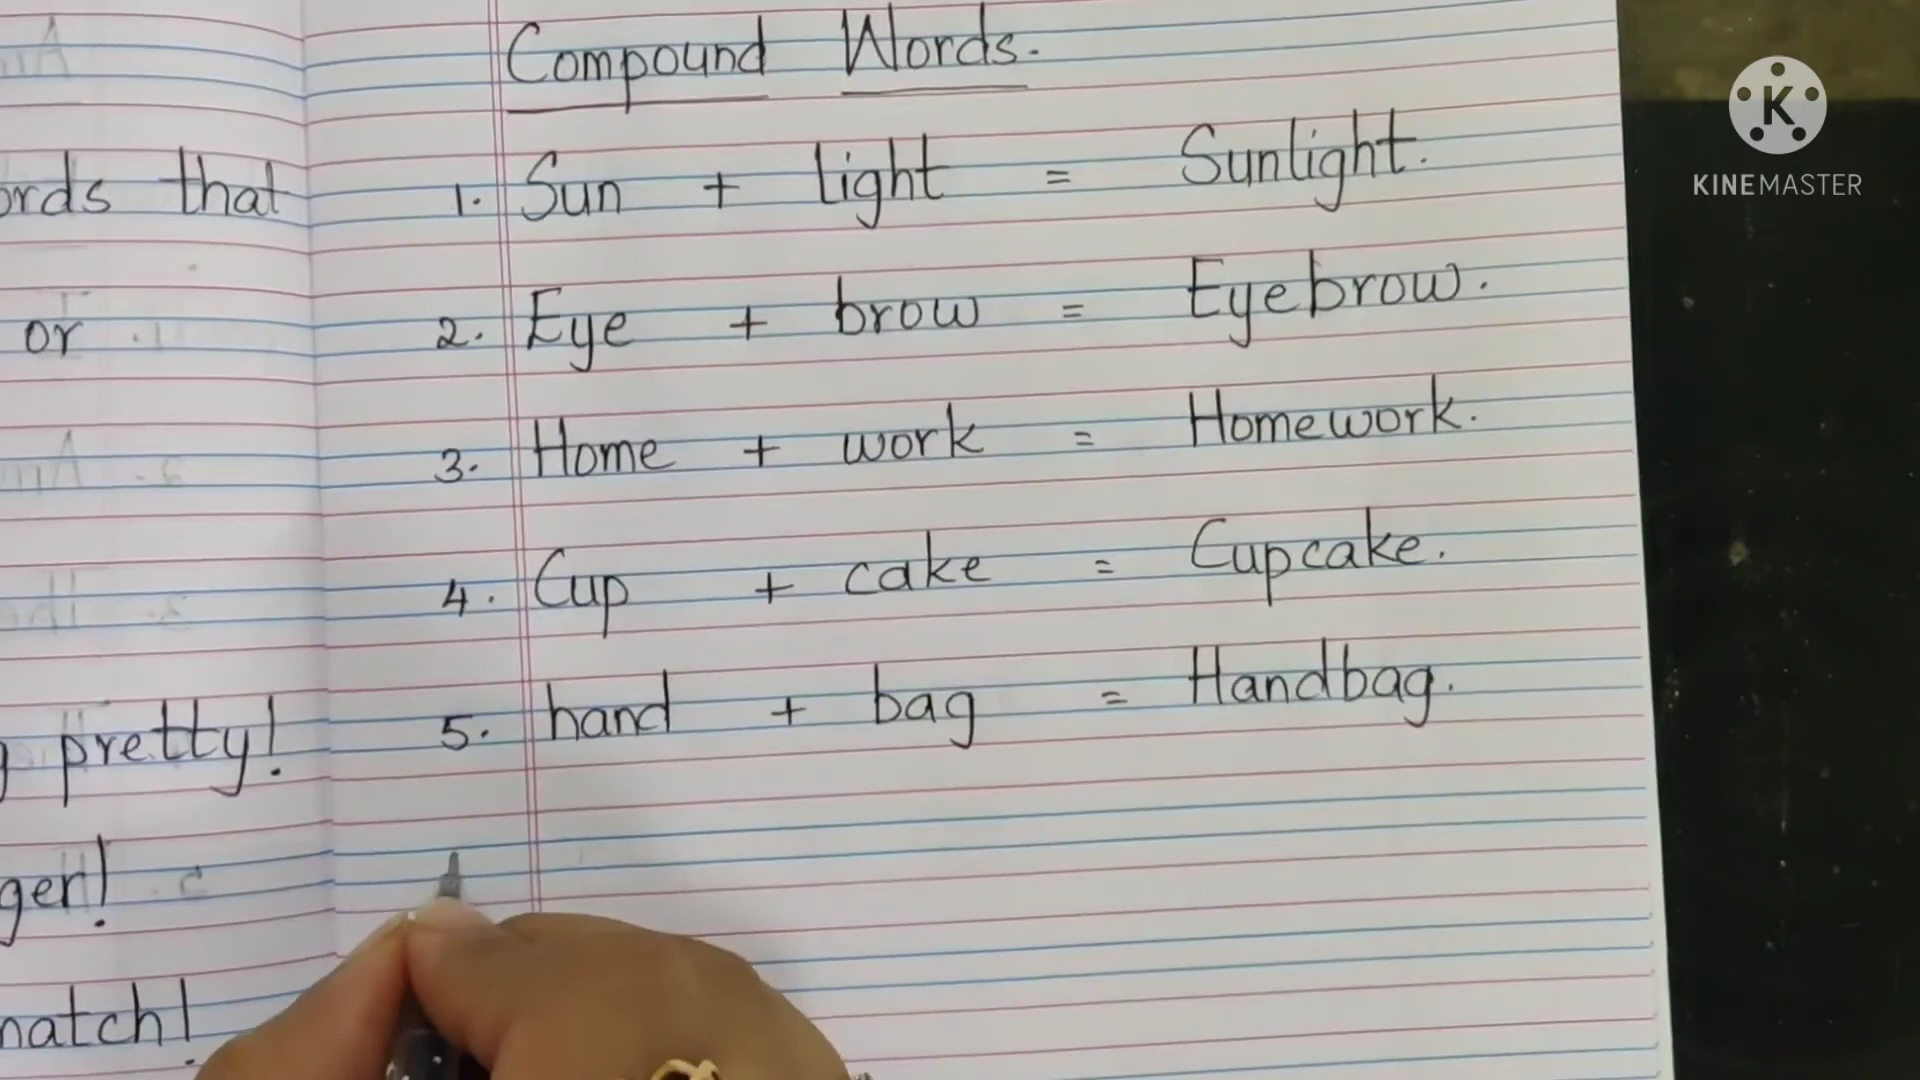 ords that
or
pretty!
ger!
natch!
Compound Words.
1. Sun + light = Sunlight.
2. Eye + brow = Eyebrow.
3. Home + work = Homework.
4. Cup + cake = Cupcake.
5. hand + bag = Handbag.
K
KINEMASTER